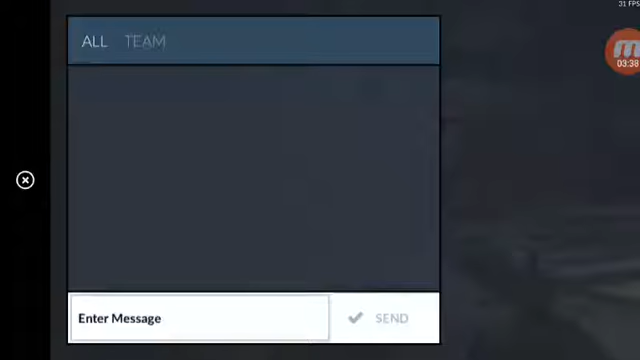 31 FPS
ALL TEAM
03:38
Enter Message
SEND